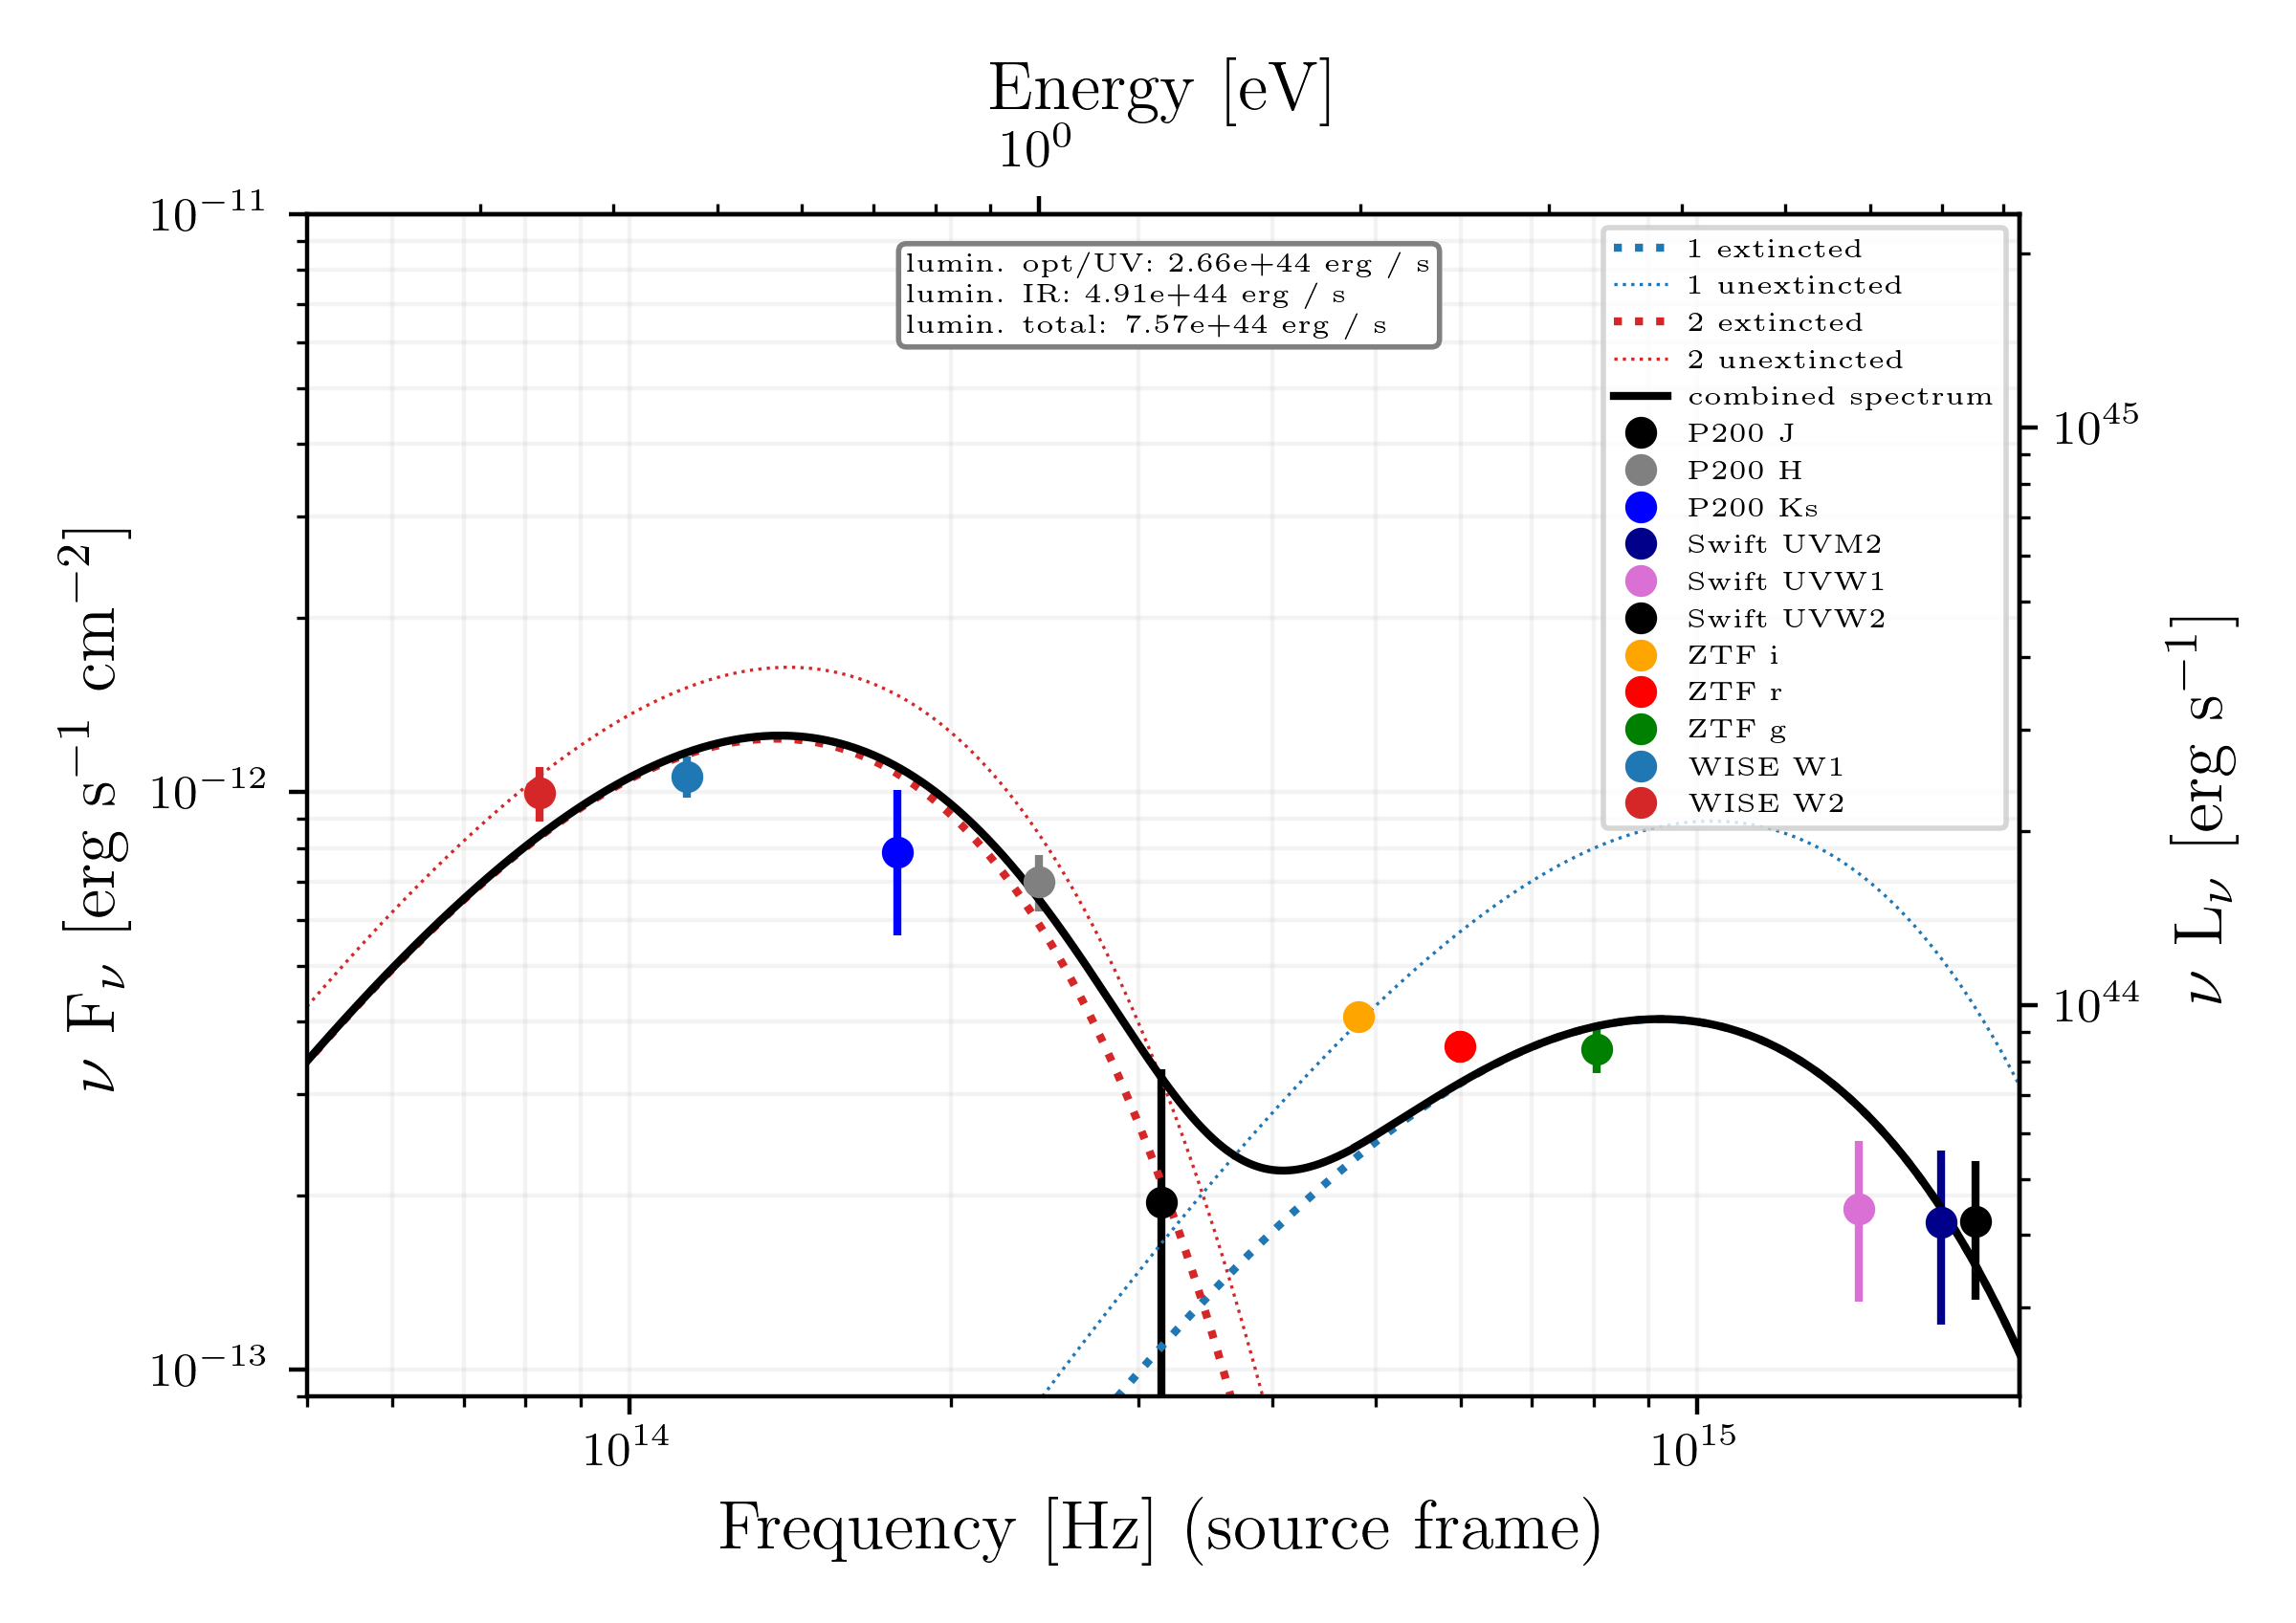 Energy [eV]
10⁰
10⁻¹¹
10⁻¹²
10⁻¹³
ν Fν [erg s⁻¹ cm⁻²]
lumin. opt/UV: 2.66e+44 erg / s
lumin. IR: 4.91e+44 erg / s
lumin. total: 7.57e+44 erg / s
1 extincted
1 unextincted
2 extincted
2 unextincted
combined spectrum
P200 J
P200 H
P200 Ks
Swift UVM2
Swift UVW1
Swift UVW2
ZTF i
ZTF r
ZTF g
WISE W1
WISE W2
10⁴⁵
10⁴⁴
ν Lν [erg s⁻¹]
10¹⁴
10¹⁵
Frequency [Hz] (source frame)